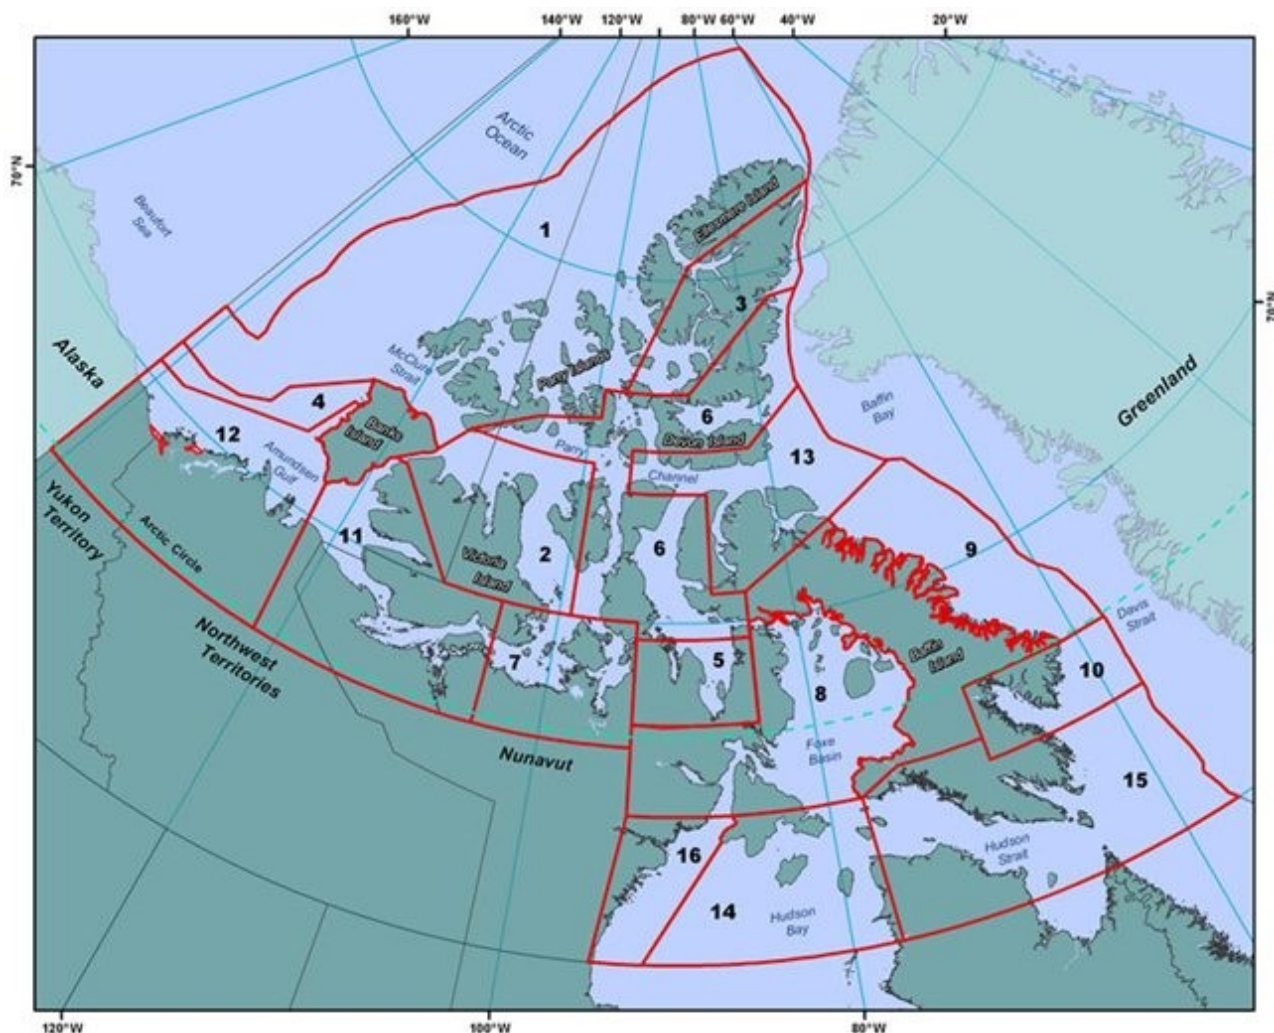 160°W 140°W 120°W 80°W 60°W 40°W 20°W
70°N
Arctic
Ocean
Beaufort
Sea
1
Ellesmere Island
3
70°N
McClure
Strait
Parry Islands
Alaska
Greenland
4
Banks
Island
6
Devon Island
Baffin
Bay
12
Amundsen
Gulf
Parry
Channel
13
Yukon
Territory
Arctic Circle
11
Victoria
Island
2
6
9
Davis
Strait
Northwest
Territories
7
5
Baffin
Island
10
8
Nunavut
Foxe
Basin
15
16
Hudson
Strait
14
Hudson
Bay
120°W 100°W 80°W